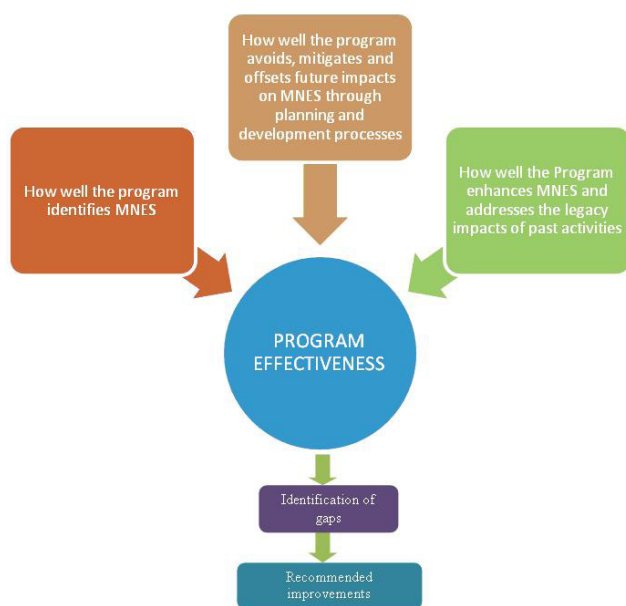 How well the program
avoids, mitigates and
offsets future impacts
on MNES through
planning and
development processes
How well the program
identifies MNES
How well the Program
enhances MNES and
addresses the legacy
impacts of past activities
PROGRAM
EFFECTIVENESS
Identification of
gaps
Recommended
improvements